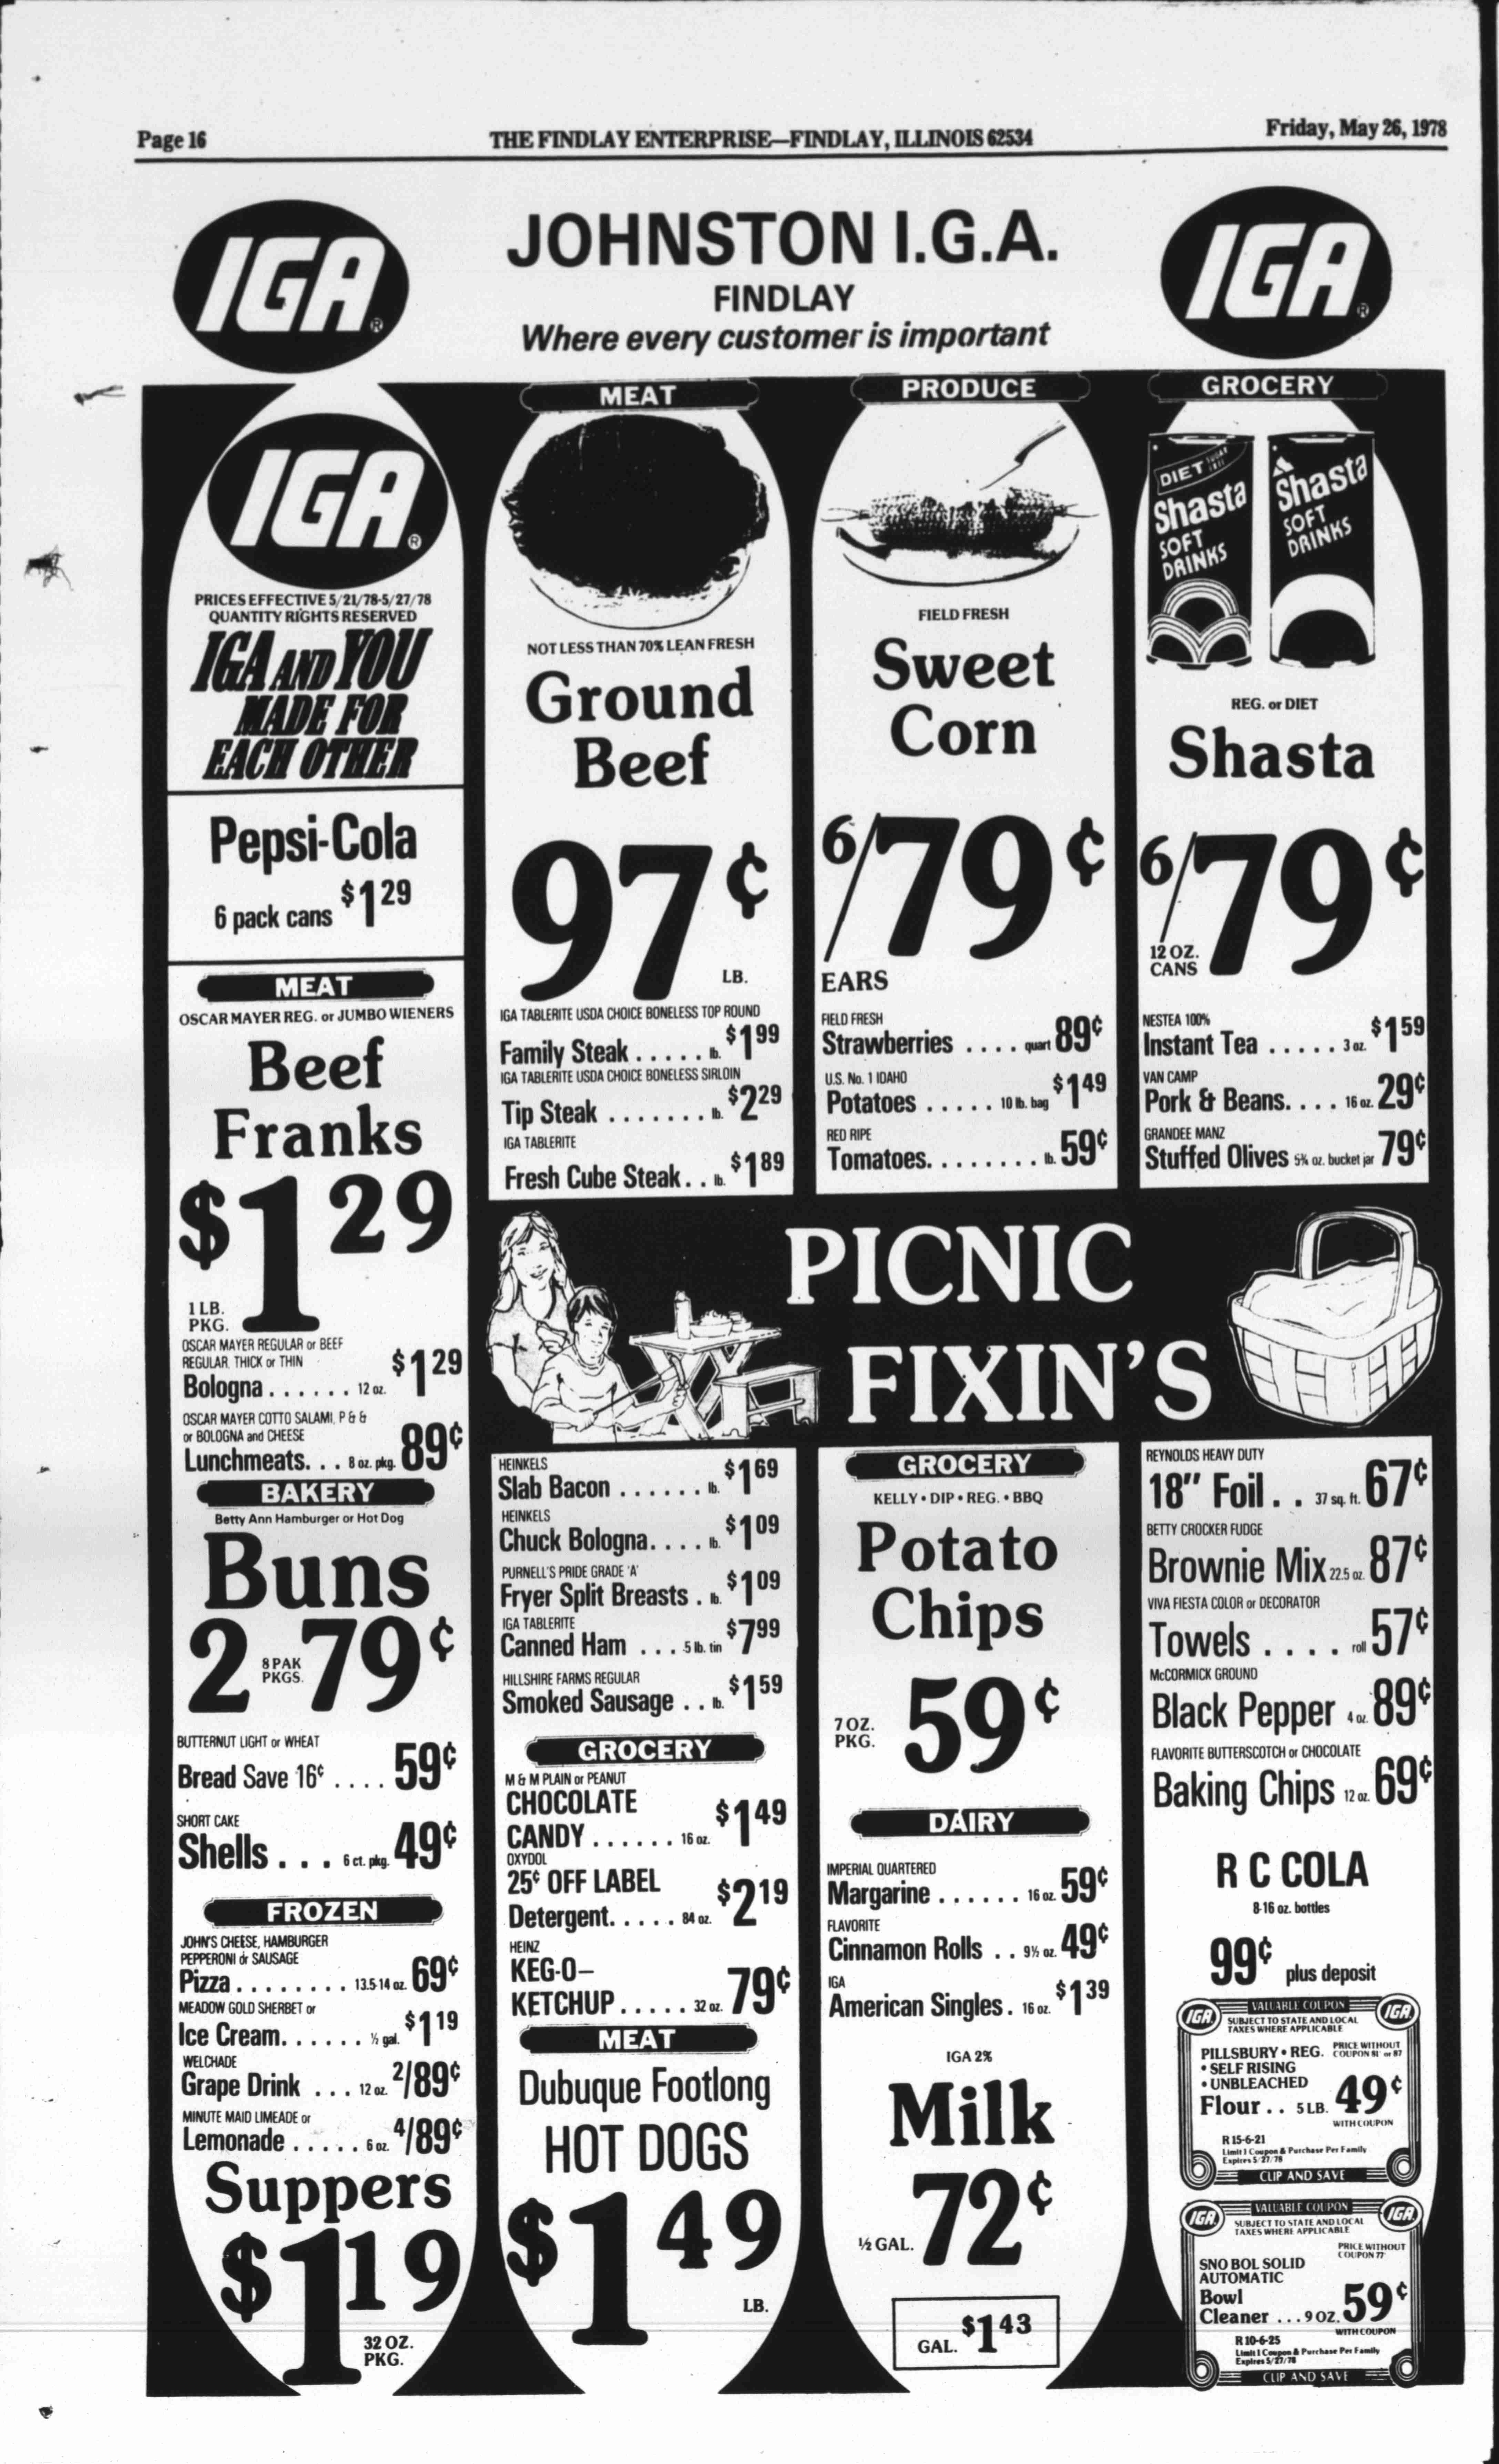 Page 16
THE FINDLAY ENTERPRISE—FINDLAY, ILLINOIS 62534
Friday, May 26, 1978
IGA®
JOHNSTON I.G.A.
FINDLAY
Where every customer is important
IGA®
IGA®
PRICES EFFECTIVE 5/21/78-5/27/78
QUANTITY RIGHTS RESERVED
IGA AND YOU
MADE FOR
EACH OTHER
Pepsi-Cola
6 pack cans $1 29
MEAT
OSCAR MAYER REG. or JUMBO WIENERS
Beef
Franks
$1 29
1 LB.
PKG.
OSCAR MAYER REGULAR or BEEF
REGULAR, THICK or THIN
Bologna...... 12 oz. $1 29
OSCAR MAYER COTTO SALAMI, P & &
or BOLOGNA and CHEESE
Lunchmeats... 8 oz. pkg. 89¢
BAKERY
Betty Ann Hamburger or Hot Dog
Buns
2 8 PAK PKGS. 79¢
BUTTERNUT LIGHT or WHEAT
Bread Save 16¢ .... 59¢
SHORT CAKE
Shells ... 6 ct. pkg. 49¢
FROZEN
JOHN'S CHEESE, HAMBURGER
PEPPERONI or SAUSAGE
Pizza........ 13.5-14 oz. 69¢
MEADOW GOLD SHERBET or
Ice Cream...... ½ gal. $1 19
WELCHADE
Grape Drink ... 12 oz. 2/89¢
MINUTE MAID LIMEADE or
Lemonade..... 6 oz. 4/89¢
Suppers
$1 19
32 OZ.
PKG.
MEAT
NOT LESS THAN 70% LEAN FRESH
Ground
Beef
97¢
LB.
IGA TABLERITE USDA CHOICE BONELESS TOP ROUND
Family Steak ..... lb. $1 99
IGA TABLERITE USDA CHOICE BONELESS SIRLOIN
Tip Steak ....... lb. $2 29
IGA TABLERITE
Fresh Cube Steak.. lb. $1 89
PRODUCE
FIELD FRESH
Sweet
Corn
6/79¢
EARS
FIELD FRESH
Strawberries .... quart 89¢
U.S. No. 1 IDAHO
Potatoes ..... 10 lb. bag $1 49
RED RIPE
Tomatoes........ lb. 59¢
GROCERY
DIET SUGAR FREE
Shasta
SOFT
DRINKS
Shasta
SOFT
DRINKS
REG. or DIET
Shasta
6/79¢
12 OZ.
CANS
NESTEA 100%
Instant Tea ..... 3 oz. $1 59
VAN CAMP
Pork & Beans.... 16 oz. 29¢
GRANDEE MANZ
Stuffed Olives 5¾ oz. bucket jar 79¢
PICNIC
FIXIN'S
HEINKELS
Slab Bacon ...... lb. $1 69
HEINKELS
Chuck Bologna.... lb. $1 09
PURNELL'S PRIDE GRADE 'A'
Fryer Split Breasts . lb. $1 09
IGA TABLERITE
Canned Ham ... 5 lb. tin $7 99
HILLSHIRE FARMS REGULAR
Smoked Sausage .. lb. $1 59
GROCERY
M & M PLAIN or PEANUT
CHOCOLATE
CANDY...... 16 oz. $1 49
OXYDOL
25¢ OFF LABEL
Detergent..... 84 oz. $2 19
HEINZ
KEG-O—
KETCHUP..... 32 oz. 79¢
MEAT
Dubuque Footlong
HOT DOGS
$1 49
LB.
GROCERY
KELLY • DIP • REG. • BBQ
Potato
Chips
7 OZ.
PKG. 59¢
DAIRY
IMPERIAL QUARTERED
Margarine ...... 16 oz. 59¢
FLAVORITE
Cinnamon Rolls .. 9½ oz. 49¢
IGA
American Singles. 16 oz. $1 39
IGA 2%
Milk
½ GAL. 72¢
GAL. $1 43
REYNOLDS HEAVY DUTY
18" Foil.. 37 sq. ft. 67¢
BETTY CROCKER FUDGE
Brownie Mix 22.5 oz. 87¢
VIVA FIESTA COLOR or DECORATOR
Towels .... roll 57¢
McCORMICK GROUND
Black Pepper 4 oz. 89¢
FLAVORITE BUTTERSCOTCH or CHOCOLATE
Baking Chips 12 oz. 69¢
R C COLA
8-16 oz. bottles
99¢ plus deposit
IGA VALUABLE COUPON IGA
SUBJECT TO STATE AND LOCAL
TAXES WHERE APPLICABLE
PRICE WITHOUT
COUPON 81¢ or 87
PILLSBURY • REG.
• SELF RISING
• UNBLEACHED
Flour .. 5 LB. 49¢
WITH COUPON
R 15-6-21
Limit 1 Coupon & Purchase Per Family
Expires 5/27/78
CLIP AND SAVE
IGA VALUABLE COUPON IGA
SUBJECT TO STATE AND LOCAL
TAXES WHERE APPLICABLE
PRICE WITHOUT
COUPON 77¢
SNO BOL SOLID
AUTOMATIC
Bowl
Cleaner ...9 OZ. 59¢
WITH COUPON
R 10-6-25
Limit 1 Coupon & Purchase Per Family
Expires 5/27/78
CLIP AND SAVE